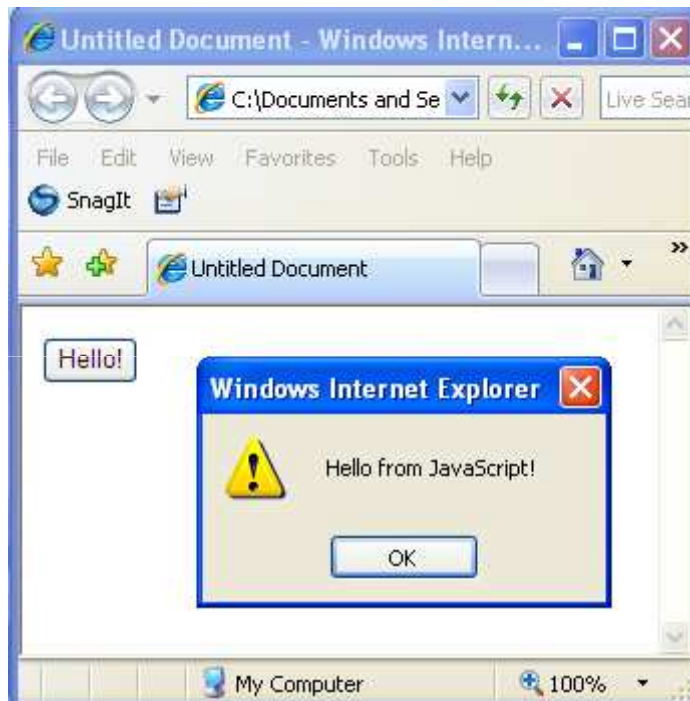 Untitled Document - Windows Intern...
C:\Documents and Se
Live Sear
File Edit View Favorites Tools Help
SnagIt
Untitled Document
»
Hello!
Windows Internet Explorer
Hello from JavaScript!
OK
My Computer
100%